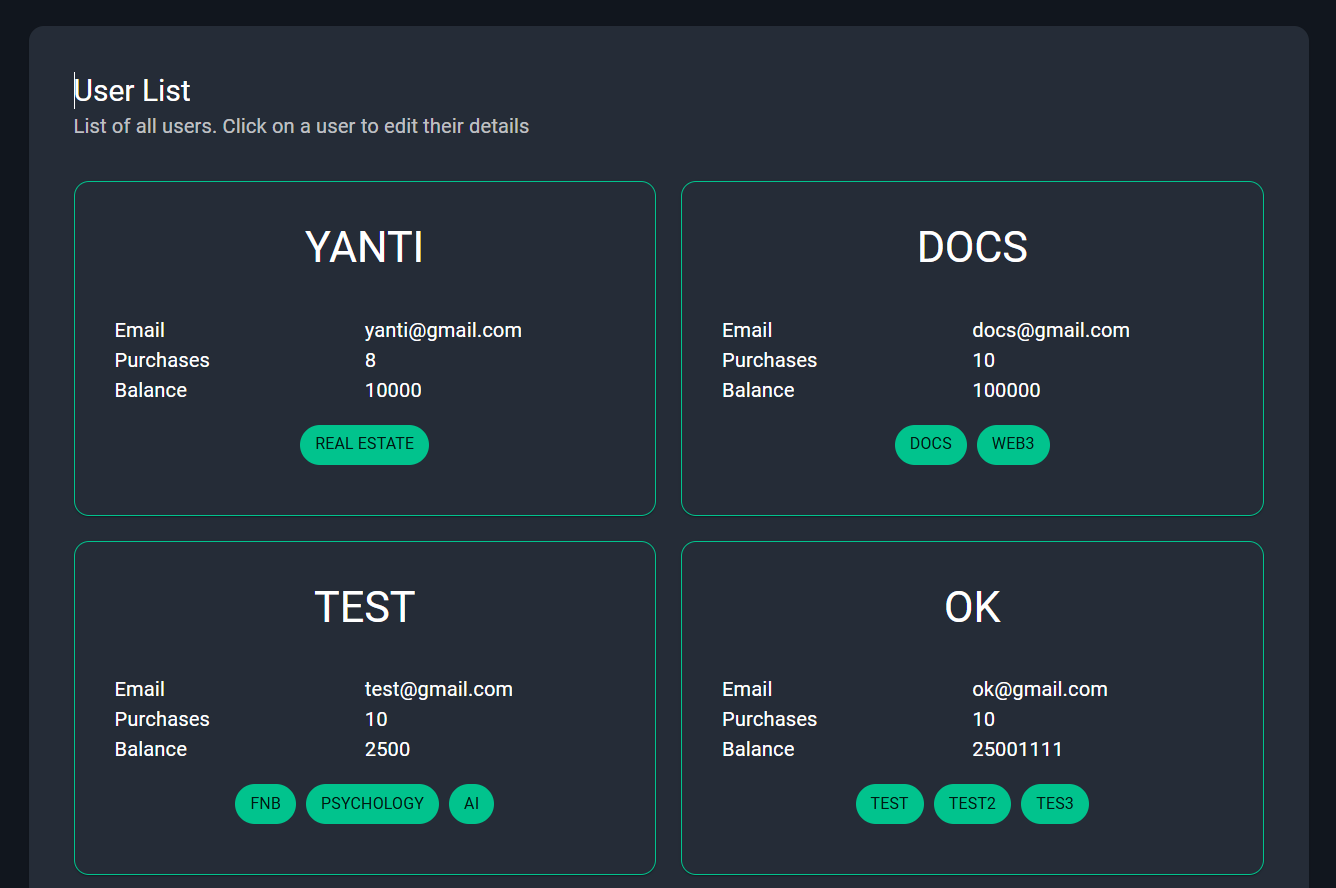 User List
List of all users. Click on a user to edit their details
YANTI
Email yanti@gmail.com
Purchases 8
Balance 10000
REAL ESTATE
DOCS
Email docs@gmail.com
Purchases 10
Balance 100000
DOCS WEB3
TEST
Email test@gmail.com
Purchases 10
Balance 2500
FNB PSYCHOLOGY AI
OK
Email ok@gmail.com
Purchases 10
Balance 25001111
TEST TEST2 TES3